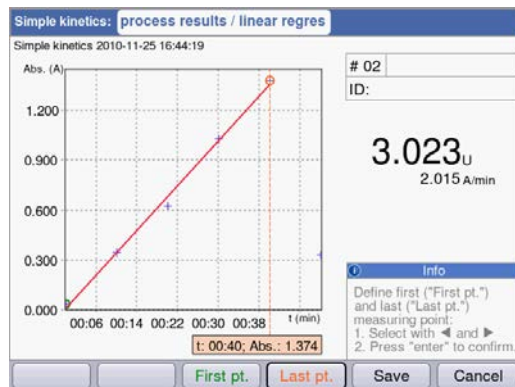 Simple kinetics: process results / linear regres
Simple kinetics 2010-11-25 16:44:19
Abs. (A)
1.200
0.900
0.600
0.300
0.000
00:06 00:14 00:22 00:30 00:38 t (min)
t: 00:40; Abs.: 1.374
# 02
ID:
3.023 U
2.015 A/min
Info
Define first ("First pt.")
and last ("Last pt.")
measuring point:
1. Select with ◀ and ▶
2. Press "enter" to confirm.
First pt. Last pt. Save Cancel